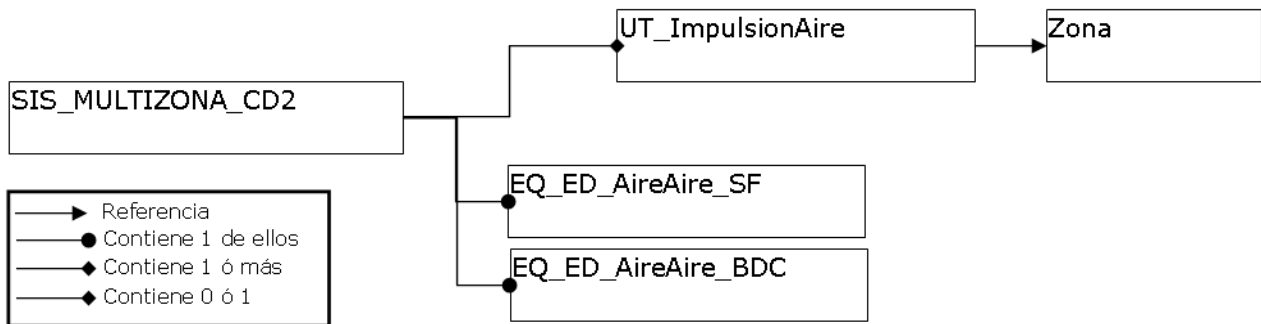 UT_ImpulsionAire
Zona
SIS_MULTIZONA_CD2
EQ_ED_AireAire_SF
EQ_ED_AireAire_BDC
Referencia
Contiene 1 de ellos
Contiene 1 ó más
Contiene 0 ó 1